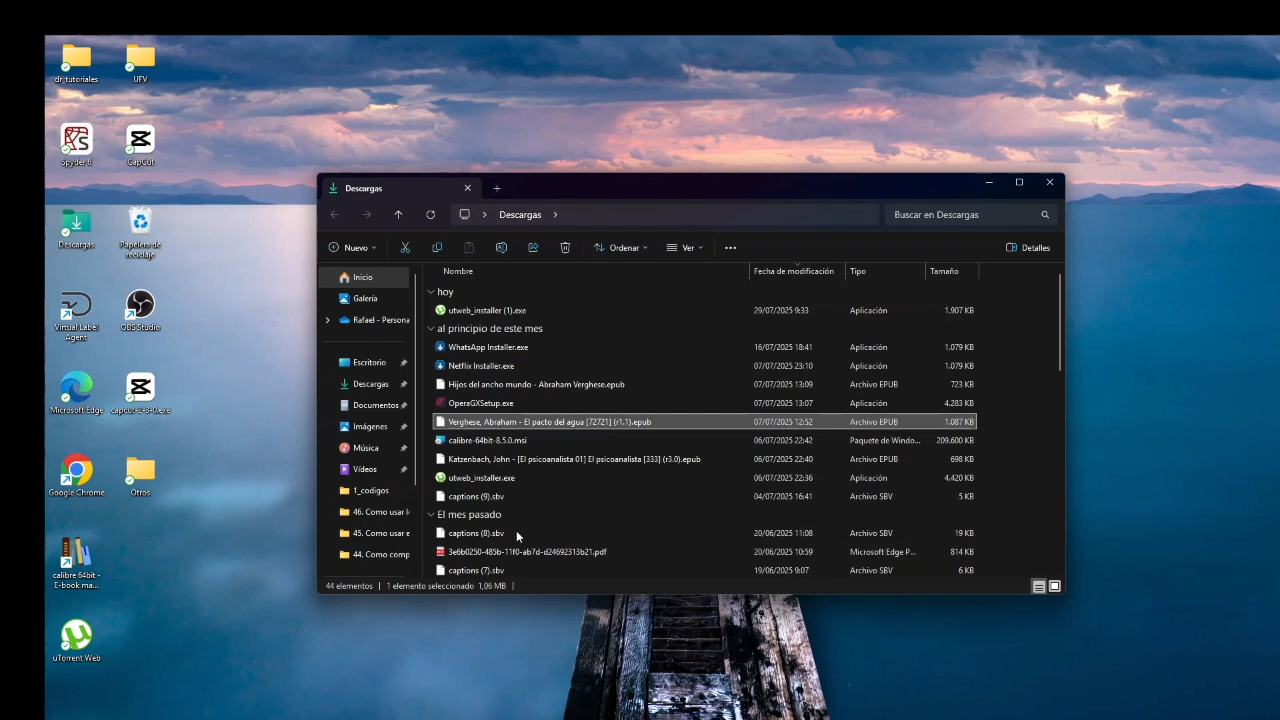 dr_tutoriales
UFV
Spyder 6
CapCut
Descargas
Papelera de reciclaje
Virtual Label Agent
OBS Studio
Microsoft Edge
capcut-2-3-0.exe
Google Chrome
Otros
calibre 64bit - E-book ma...
uTorrent Web
Descargas
Descargas
Buscar en Descargas
Nuevo
Ordenar
Ver
Detalles
Inicio
Galería
Rafael - Persona
Escritorio
Descargas
Documentos
Imágenes
Música
Vídeos
1_codigos
46. Como usar
45. Como usar e
44. Como comp
Nombre Fecha de modificación Tipo Tamaño
hoy
utweb_installer (1).exe 29/07/2025 9:33 Aplicación 1.907 KB
al principio de este mes
WhatsApp Installer.exe 16/07/2025 18:41 Aplicación 1.079 KB
Netflix Installer.exe 07/07/2025 23:10 Aplicación 1.079 KB
Hijos del ancho mundo - Abraham Verghese.epub 07/07/2025 13:09 Archivo EPUB 723 KB
OperaGXSetup.exe 07/07/2025 13:07 Aplicación 4.283 KB
Verghese, Abraham - El pacto del agua [72721] (r1.1).epub 07/07/2025 12:52 Archivo EPUB 1.087 KB
calibre-64bit-8.5.0.msi 06/07/2025 22:42 Paquete de Windo... 209.600 KB
Katzenbach, John - [El psicoanalista 01] El psicoanalista [333] (r3.0).epub 06/07/2025 22:40 Archivo EPUB 698 KB
utweb_installer.exe 06/07/2025 22:36 Aplicación 4.420 KB
captions (9).sbv 04/07/2025 16:41 Archivo SBV 5 KB
El mes pasado
captions (8).sbv 20/06/2025 11:08 Archivo SBV 19 KB
3e6b0250-485b-11f0-ab7d-d24692313b21.pdf 20/06/2025 10:59 Microsoft Edge P... 814 KB
captions (7).sbv 19/06/2025 9:07 Archivo SBV 6 KB
44 elementos 1 elemento seleccionado 1,06 MB